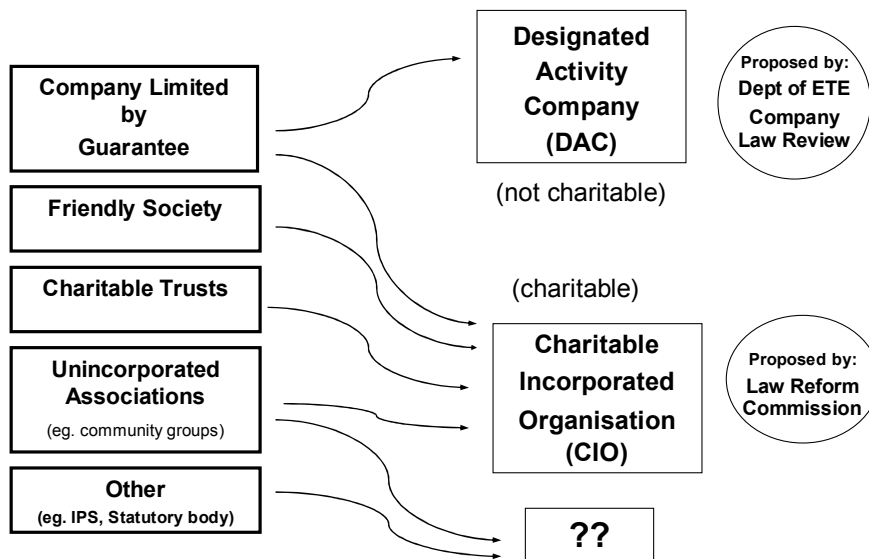 Company Limited
by
Guarantee
Friendly Society
Charitable Trusts
Unincorporated
Associations
(eg. community groups)
Other
(eg. IPS, Statutory body)
Designated
Activity
Company
(DAC)
(not charitable)
(charitable)
Charitable
Incorporated
Organisation
(CIO)
??
Proposed by:
Dept of ETE
Company
Law Review
Proposed by:
Law Reform
Commission